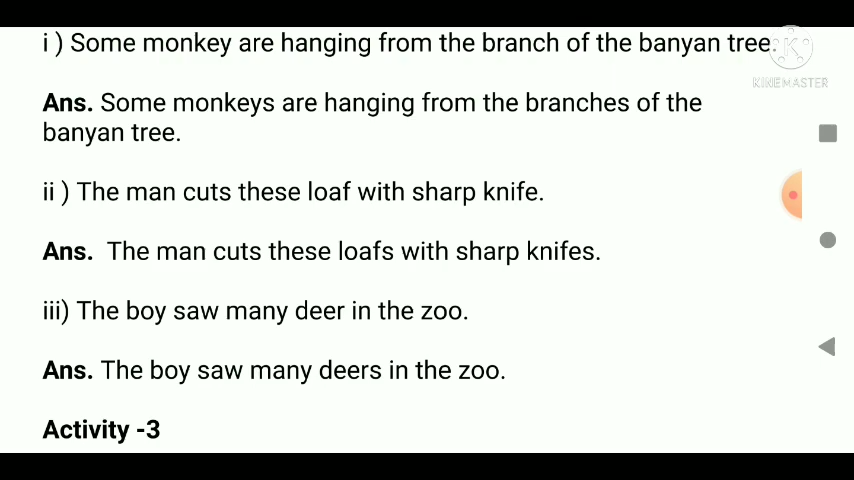 i ) Some monkey are hanging from the branch of the banyan tree.
K
KINEMASTER
Ans. Some monkeys are hanging from the branches of the
banyan tree.
ii ) The man cuts these loaf with sharp knife.
Ans. The man cuts these loafs with sharp knifes.
iii) The boy saw many deer in the zoo.
Ans. The boy saw many deers in the zoo.
Activity -3